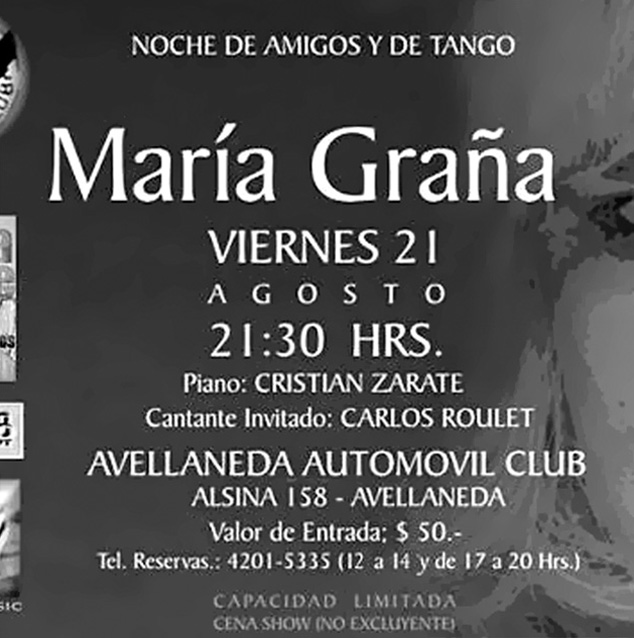 NOCHE DE AMIGOS Y DE TANGO
María Graña
VIERNES 21
AGOSTO
21:30 HRS.
Piano: CRISTIAN ZARATE
Cantante Invitado: CARLOS ROULET
AVELLANEDA AUTOMOVIL CLUB
ALSINA 158 - AVELLANEDA
Valor de Entrada; $ 50.-
Tel. Reservas.: 4201-5335 (12 a 14 y de 17 a 20 Hrs.)
CAPACIDAD LIMITADA
CENA SHOW (NO EXCLUYENTE)